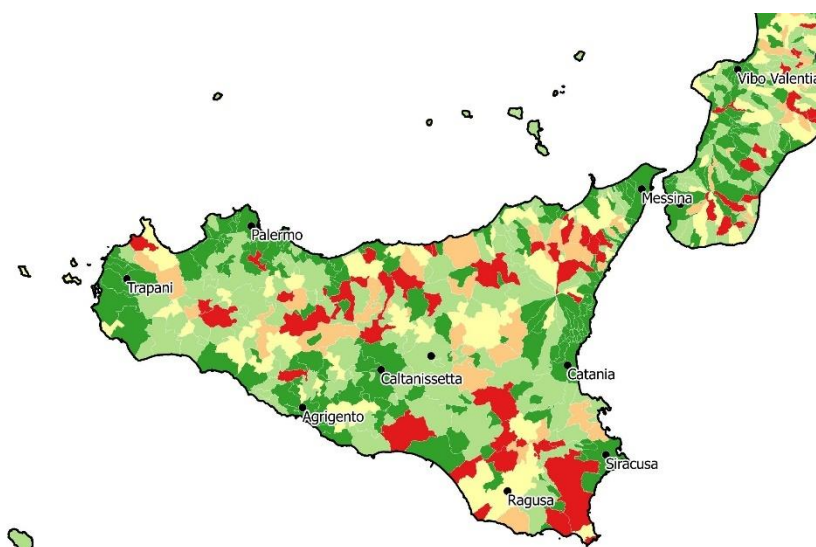 Vibo Valentia
Messina
Palermo
Trapani
Caltanissetta
Catania
Agrigento
Siracusa
Ragusa